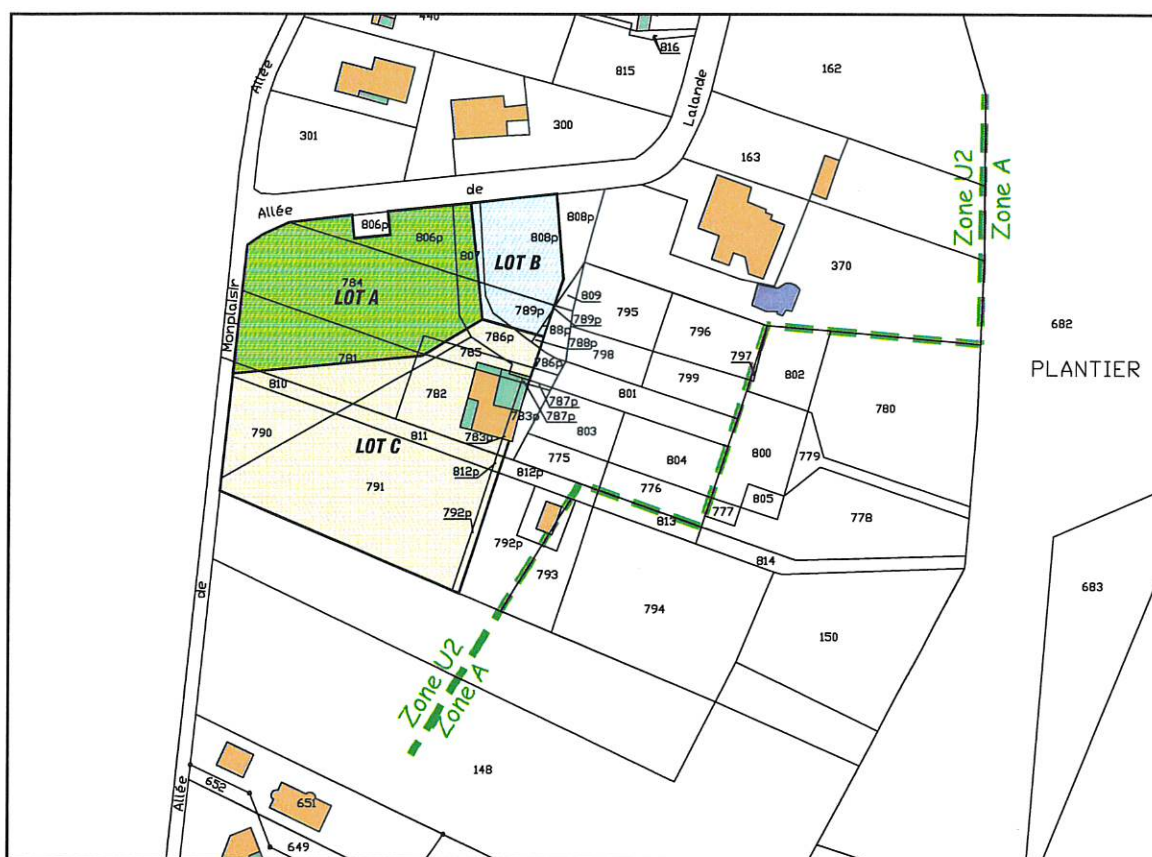 440
816
815
162
Allée
301
300
Lalande
163
Zone U2
Zone A
de
Allée
806p
806p
807
808p
808p
LOT B
370
784
LOT A
Monplaisir
789p
809
789p
795
796
682
PLANTIER
88p
788p
786p
786p
798
797
781
785
799
802
810
782
787p
787p
801
780
783p
783p
803
790
811
LOT C
775
804
800
779
812p
812p
791
776
777
805
778
792p
813
792p
814
793
794
683
150
de
Zone U2
Zone A
148
Allée
652
651
649